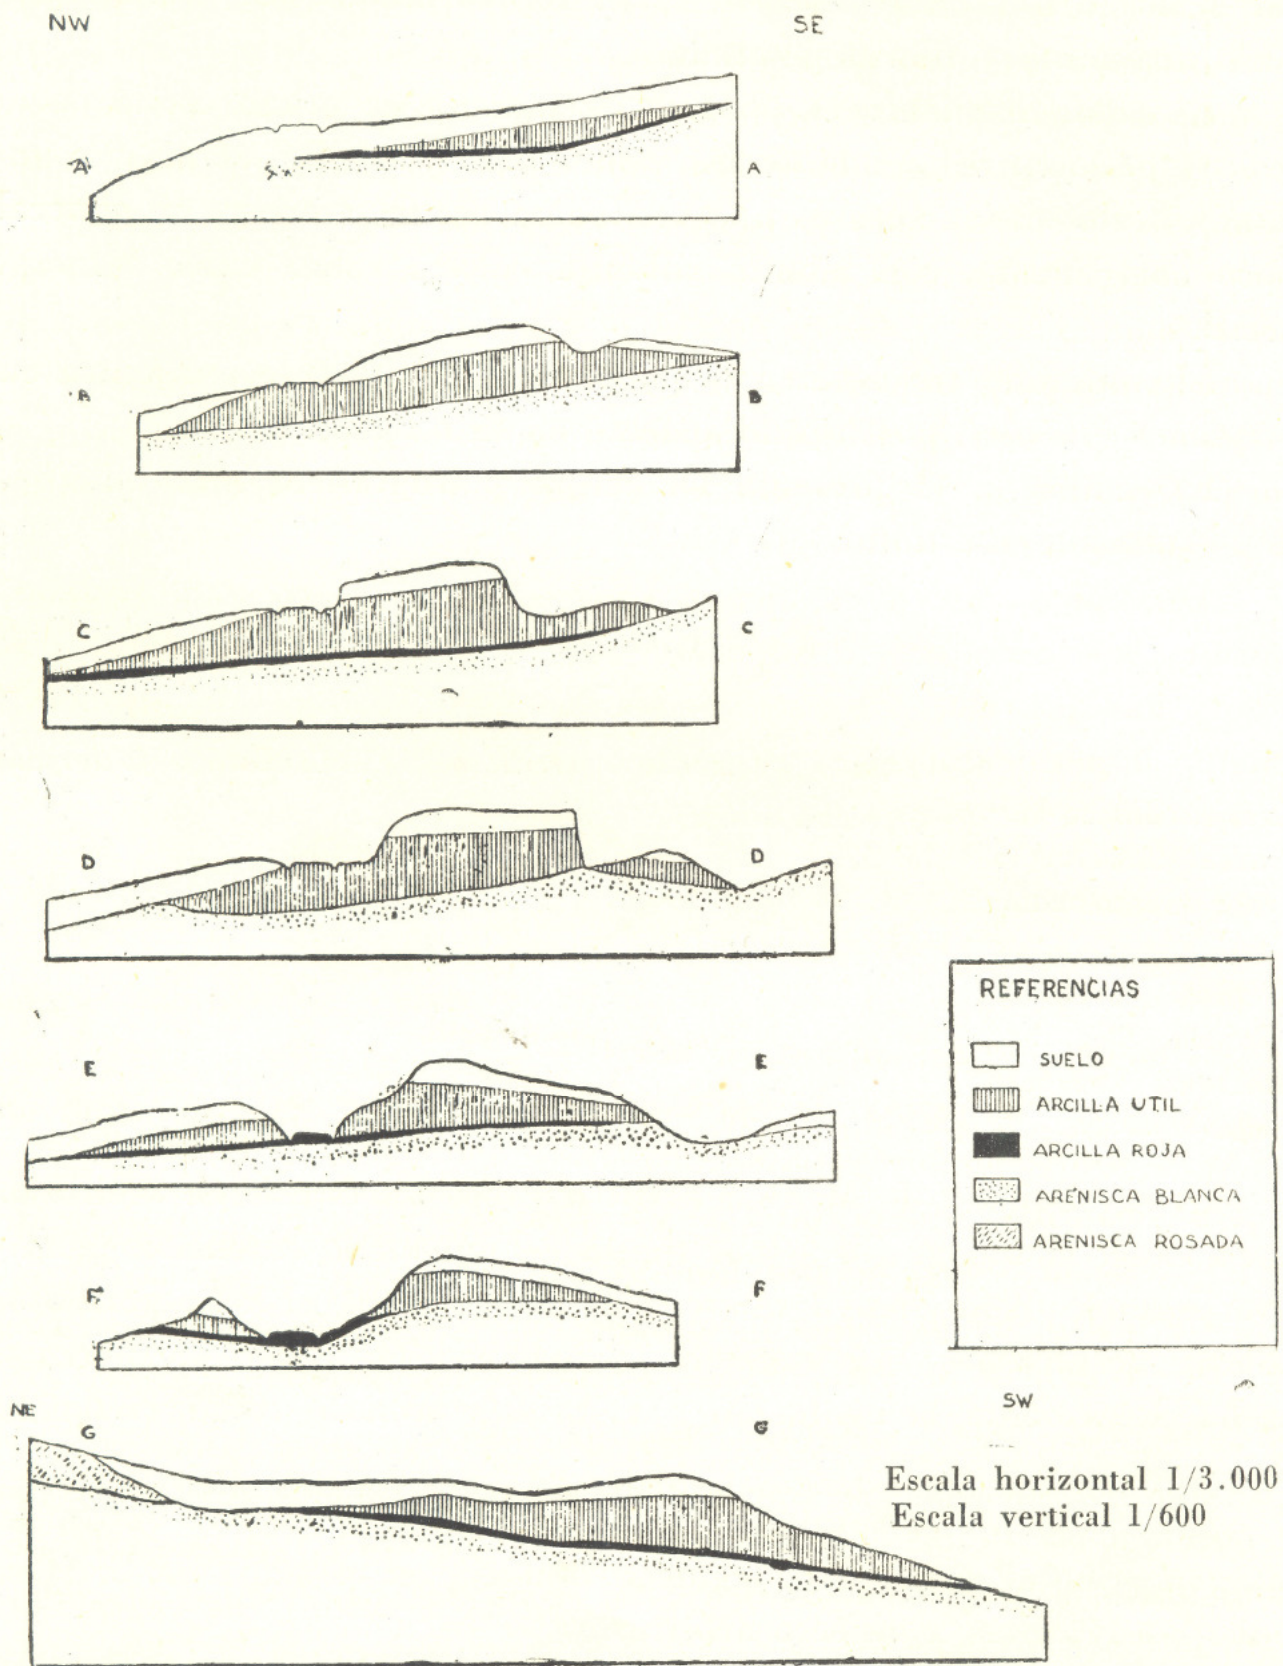 NW
SE
A
A
A
B
C
C
D
D
E
E
F
F
NE
SW
G
G
REFERENCIAS
SUELO
ARCILLA UTIL
ARCILLA ROJA
ARENISCA BLANCA
ARENISCA ROSADA
Escala horizontal 1/3.000
Escala vertical 1/600